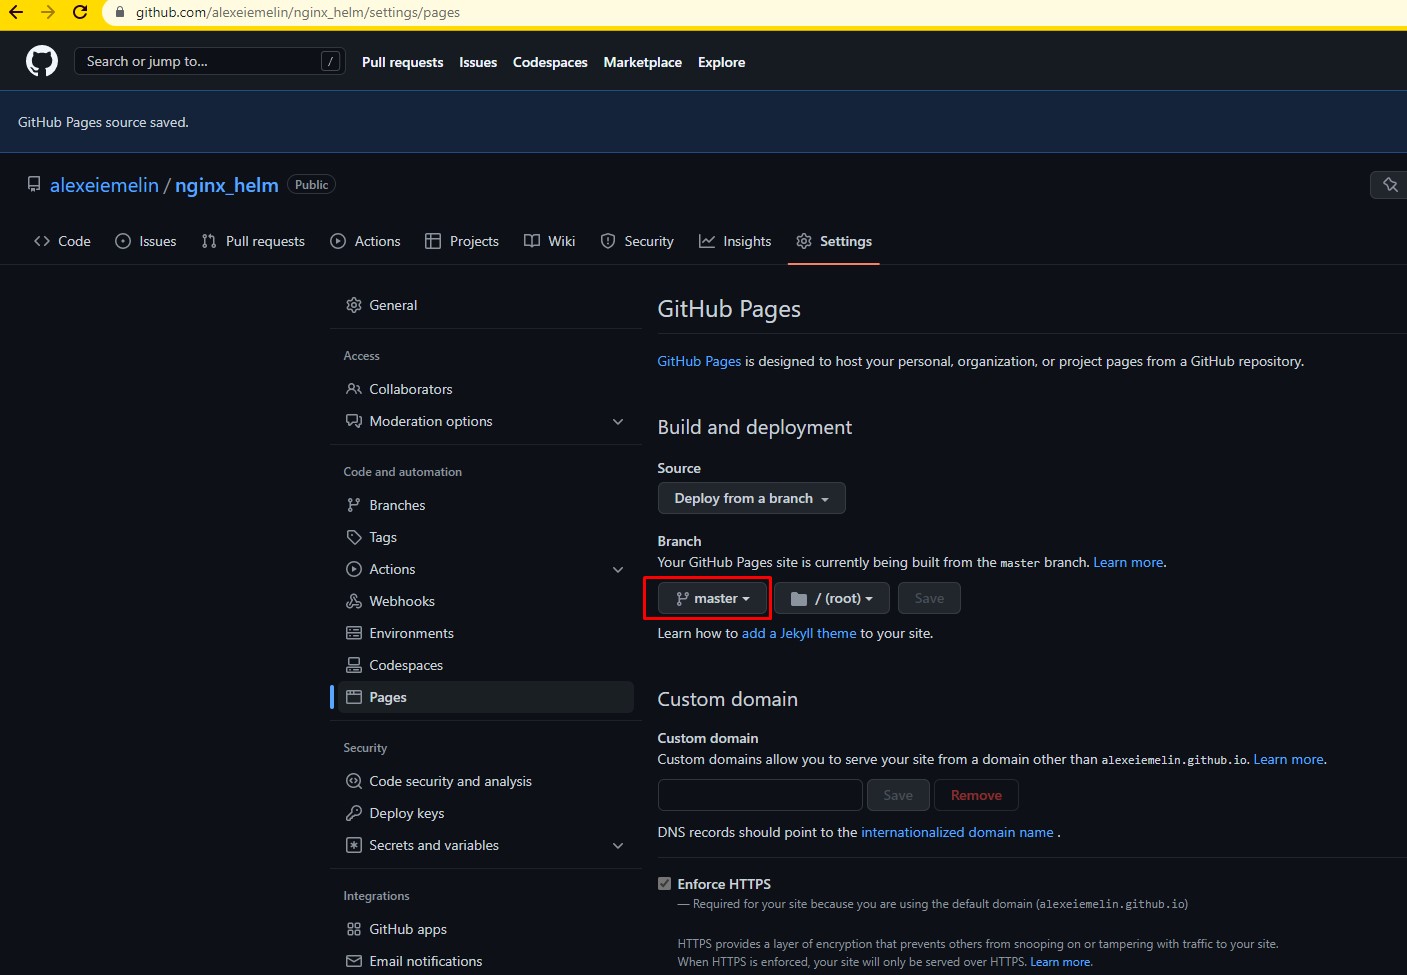 github.com/alexeiemelin/nginx_helm/settings/pages
Search or jump to... / Pull requests Issues Codespaces Marketplace Explore
GitHub Pages source saved.
alexeiemelin / nginx_helm Public
Code Issues Pull requests Actions Projects Wiki Security Insights Settings
General
Access
Collaborators
Moderation options
Code and automation
Branches
Tags
Actions
Webhooks
Environments
Codespaces
Pages
Security
Code security and analysis
Deploy keys
Secrets and variables
Integrations
GitHub apps
Email notifications
GitHub Pages
GitHub Pages is designed to host your personal, organization, or project pages from a GitHub repository.
Build and deployment
Source
Deploy from a branch
Branch
Your GitHub Pages site is currently being built from the master branch. Learn more.
master / (root) Save
Learn how to add a Jekyll theme to your site.
Custom domain
Custom domain
Custom domains allow you to serve your site from a domain other than alexeiemelin.github.io. Learn more.
Save Remove
DNS records should point to the internationalized domain name .
Enforce HTTPS
— Required for your site because you are using the default domain (alexeiemelin.github.io)
HTTPS provides a layer of encryption that prevents others from snooping on or tampering with traffic to your site.
When HTTPS is enforced, your site will only be served over HTTPS. Learn more.